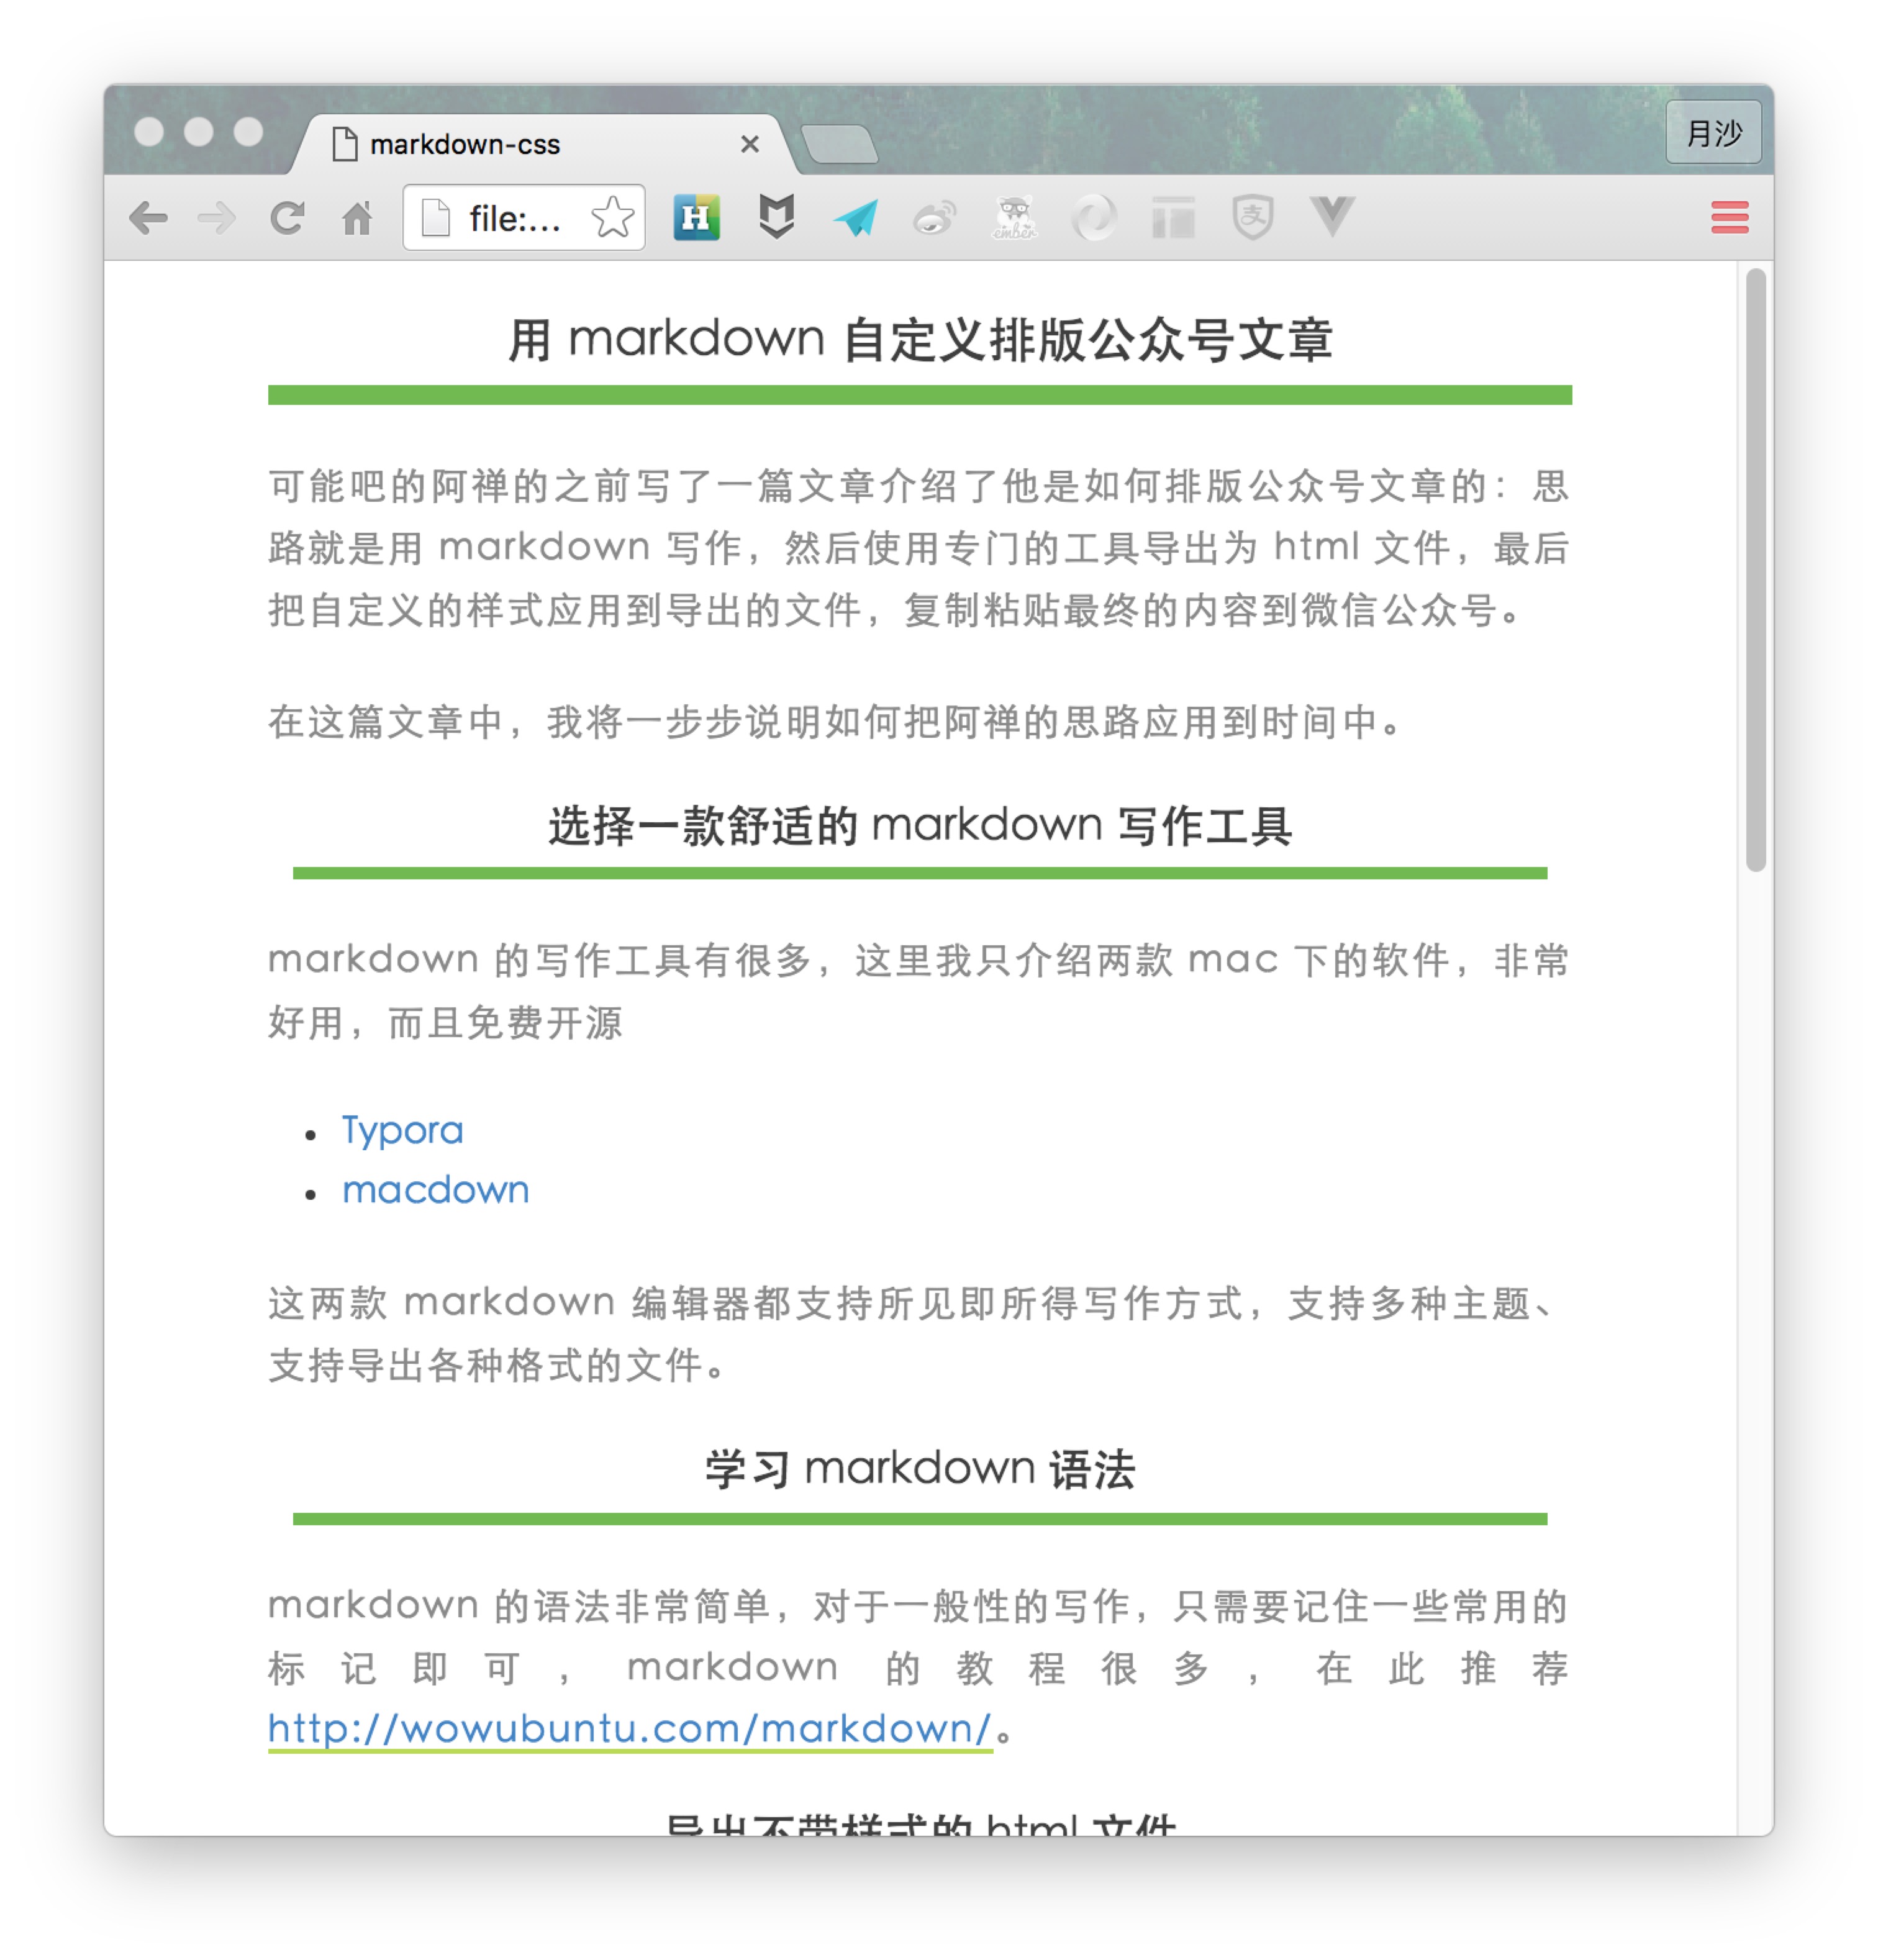 markdown-css
月沙
file:...
ember
用 markdown 自定义排版公众号文章
可能吧的阿禅的之前写了一篇文章介绍了他是如何排版公众号文章的：思
路就是用 markdown 写作，然后使用专门的工具导出为 html 文件，最后
把自定义的样式应用到导出的文件，复制粘贴最终的内容到微信公众号。
在这篇文章中，我将一步步说明如何把阿禅的思路应用到时间中。
选择一款舒适的 markdown 写作工具
markdown 的写作工具有很多，这里我只介绍两款 mac 下的软件，非常
好用，而且免费开源
• Typora
• macdown
这两款 markdown 编辑器都支持所见即所得写作方式，支持多种主题、
支持导出各种格式的文件。
学习 markdown 语法
markdown 的语法非常简单，对于一般性的写作，只需要记住一些常用的
标记即可，markdown 的教程很多，在此推荐
http://wowubuntu.com/markdown/。
导出不带样式的 html 文件